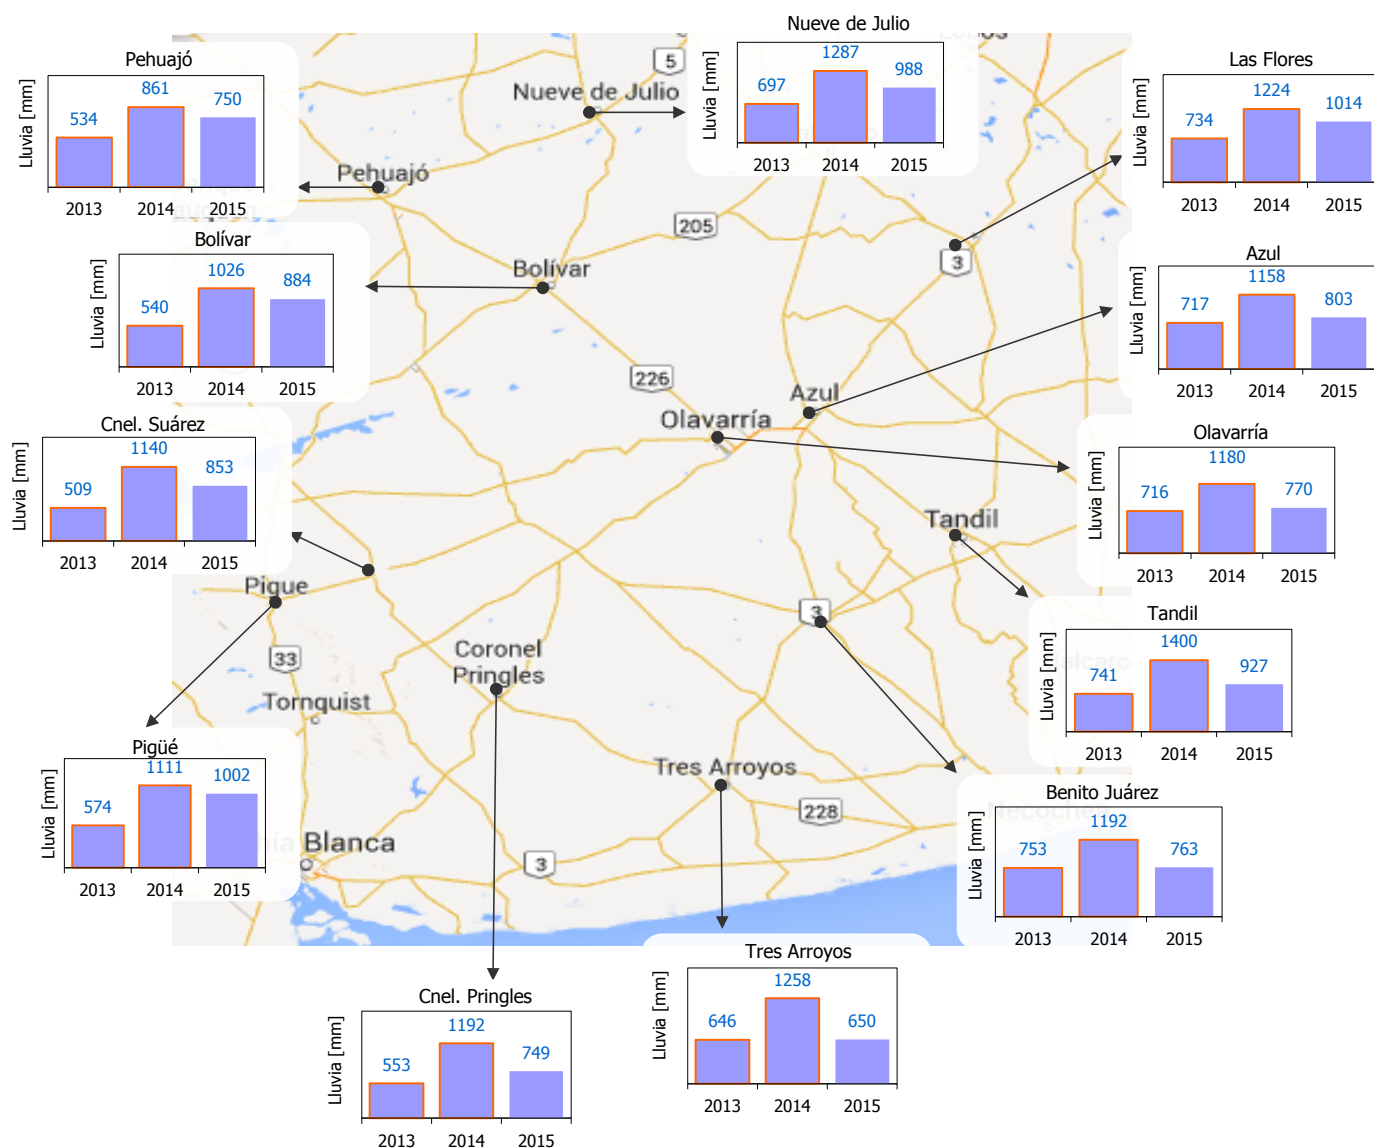 Nueve de Julio
Lluvia [mm]
697
1287
988
2013
2014
2015
Pehuajó
Lluvia [mm]
534
861
750
2013
2014
2015
Las Flores
Lluvia [mm]
734
1224
1014
2013
2014
2015
5
Nueve de Julio
Pehuajó
205
Bolívar
Lluvia [mm]
540
1026
884
2013
2014
2015
Bolívar
3
Azul
Lluvia [mm]
717
1158
803
2013
2014
2015
226
Azul
Olavarría
Cnel. Suárez
Lluvia [mm]
509
1140
853
2013
2014
2015
Olavarría
Lluvia [mm]
716
1180
770
2013
2014
2015
Tandil
Pigue
3
33
Coronel
Pringles
Tornquist
Tandil
Lluvia [mm]
741
1400
927
2013
2014
2015
Pigüé
Lluvia [mm]
574
1111
1002
2013
2014
2015
Tres Arroyos
228
Blanca
3
Benito Juárez
Lluvia [mm]
753
1192
763
2013
2014
2015
Tres Arroyos
Lluvia [mm]
646
1258
650
2013
2014
2015
Cnel. Pringles
Lluvia [mm]
553
1192
749
2013
2014
2015